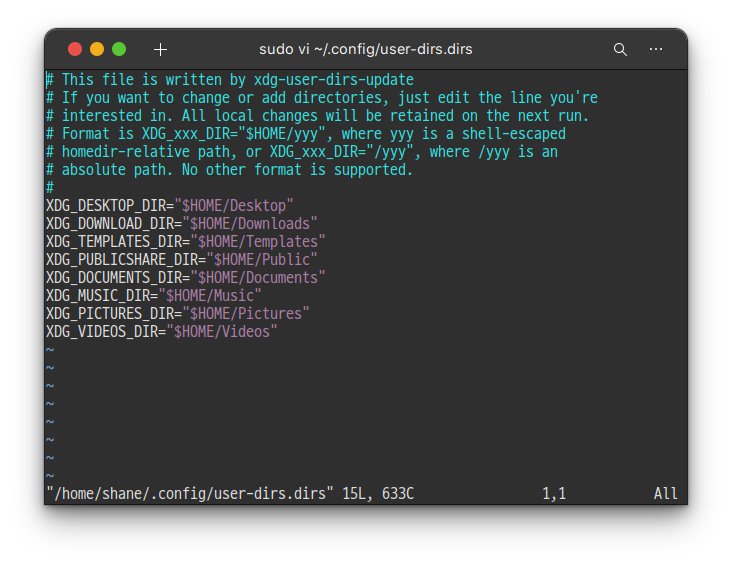 sudo vi ~/.config/user-dirs.dirs
# This file is written by xdg-user-dirs-update
# If you want to change or add directories, just edit the line you're
# interested in. All local changes will be retained on the next run.
# Format is XDG_xxx_DIR="$HOME/yyy", where yyy is a shell-escaped
# homedir-relative path, or XDG_xxx_DIR="/yyy", where /yyy is an
# absolute path. No other format is supported.
#
XDG_DESKTOP_DIR="$HOME/Desktop"
XDG_DOWNLOAD_DIR="$HOME/Downloads"
XDG_TEMPLATES_DIR="$HOME/Templates"
XDG_PUBLICSHARE_DIR="$HOME/Public"
XDG_DOCUMENTS_DIR="$HOME/Documents"
XDG_MUSIC_DIR="$HOME/Music"
XDG_PICTURES_DIR="$HOME/Pictures"
XDG_VIDEOS_DIR="$HOME/Videos"
~
~
~
~
~
~
~
~
"/home/shane/.config/user-dirs.dirs" 15L, 633C 1,1 All